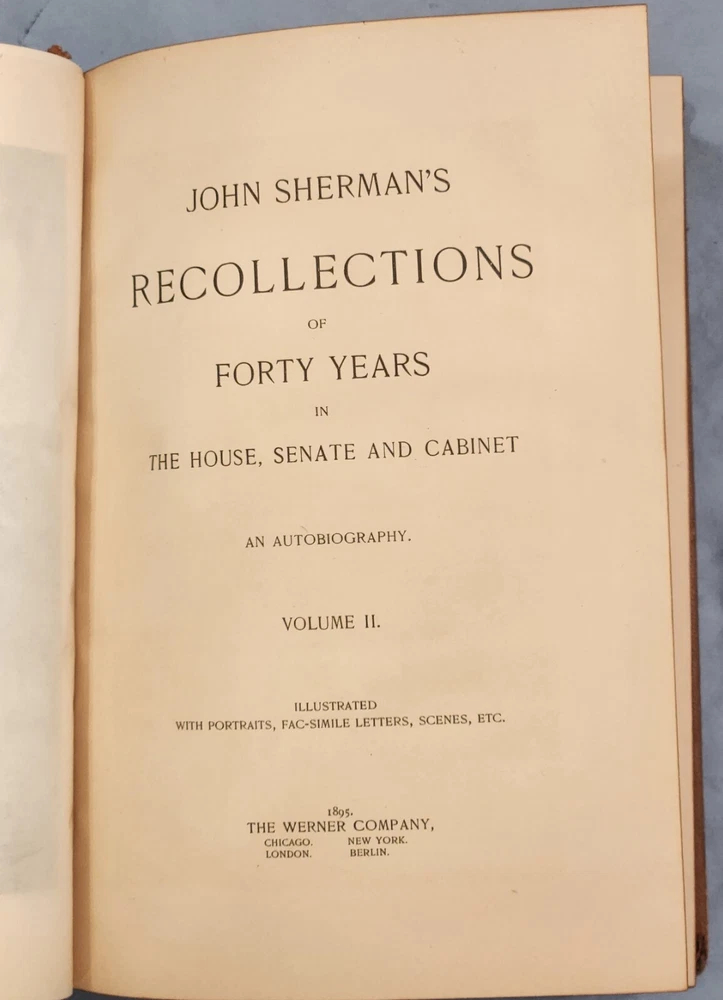 JOHN SHERMAN'S
RECOLLECTIONS
OF
FORTY YEARS
IN
THE HOUSE, SENATE AND CABINET
AN AUTOBIOGRAPHY.
VOLUME II.
ILLUSTRATED
WITH PORTRAITS, FAC-SIMILE LETTERS, SCENES, ETC.
1895.
THE WERNER COMPANY,
CHICAGO. NEW YORK.
LONDON. BERLIN.